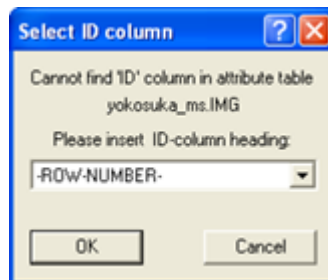 Select ID column
Cannot find 'ID' column in attribute table
yokosuka_ms.IMG
Please insert ID-column heading:
-ROW-NUMBER-
OK
Cancel